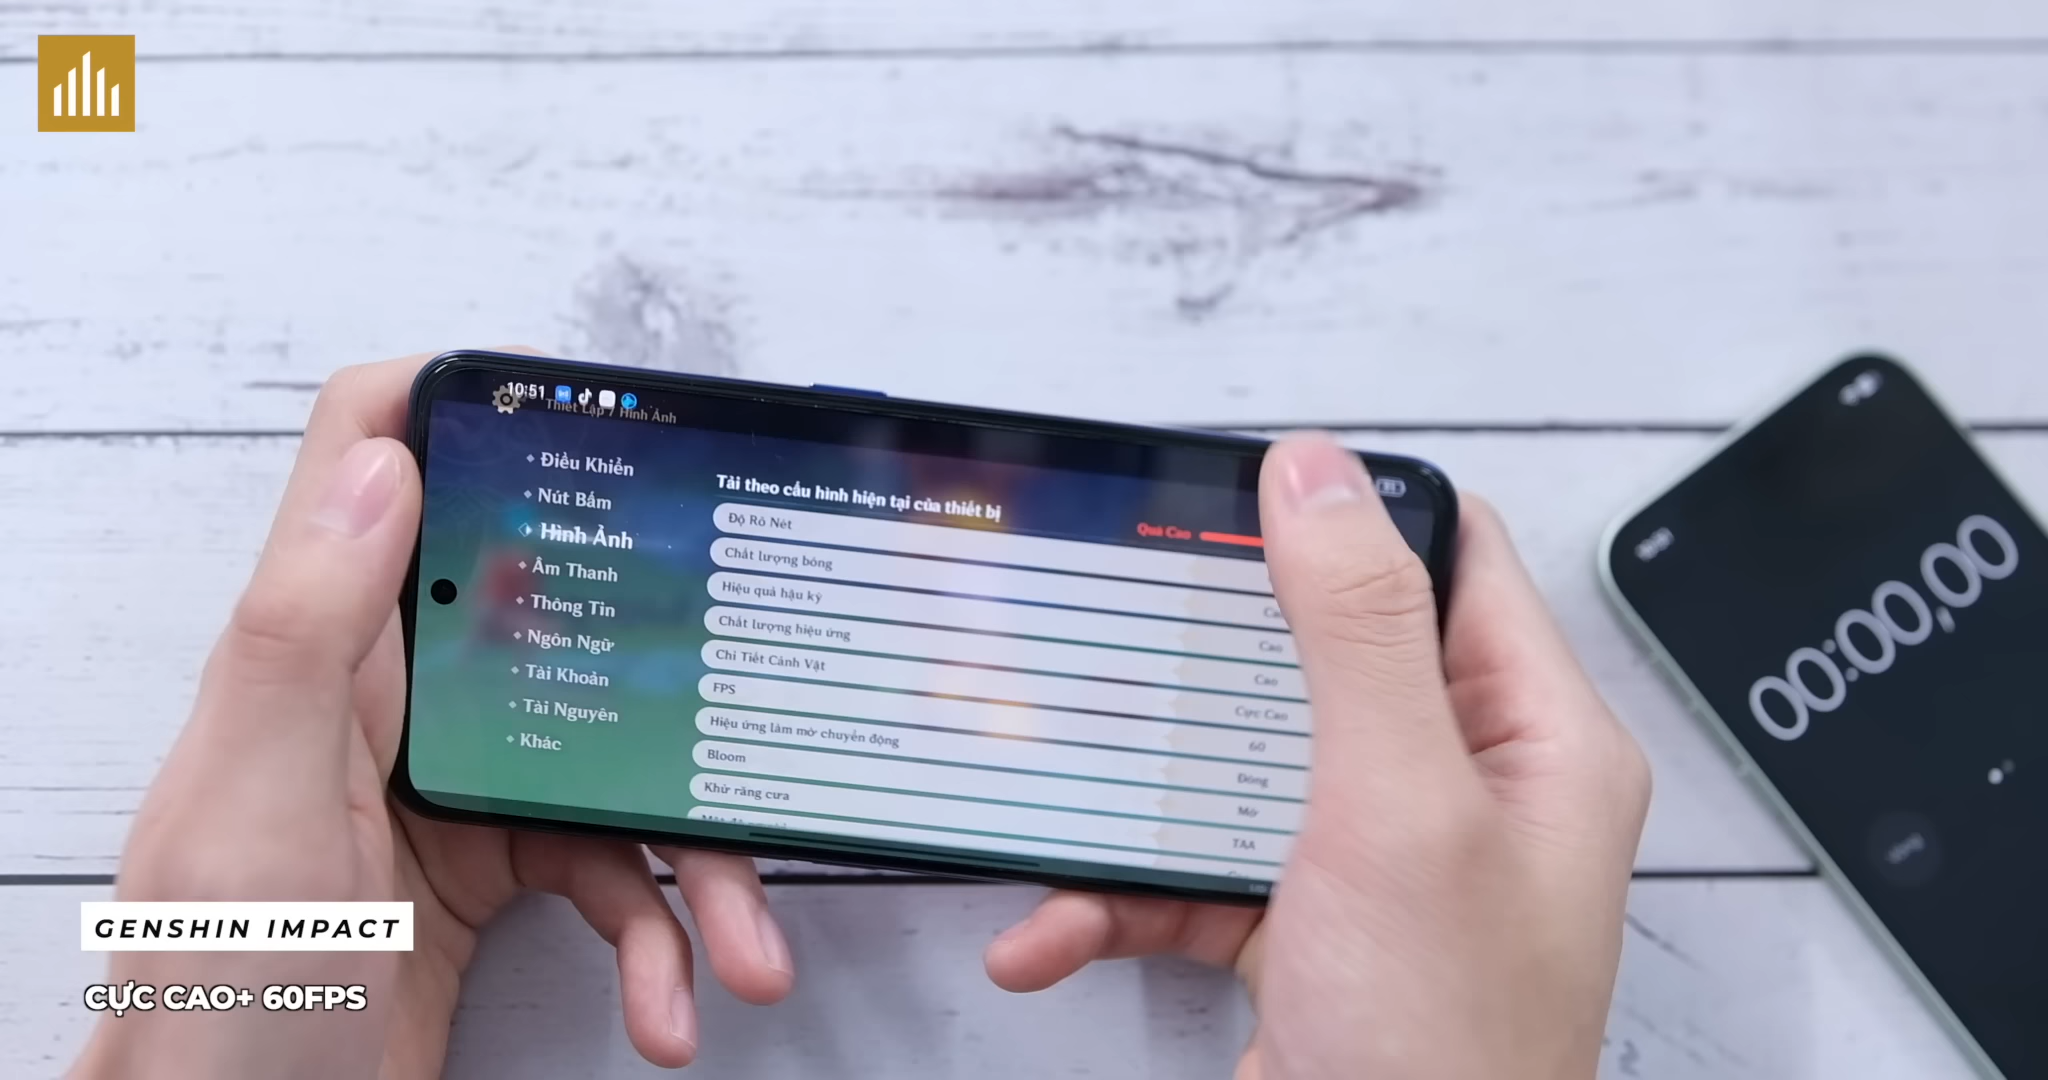 10:51
Thiết Lập / Hình Ảnh
Điều Khiển
Nút Bấm
Hình Ảnh
Âm Thanh
Thông Tin
Ngôn Ngữ
Tài Khoản
Tài Nguyên
Khác
Tải theo cấu hình hiện tại của thiết bị
Quá Cao
Độ Rõ Nét
Chất lượng bóng
Hiệu quả hậu kỳ
Cao
Chất lượng hiệu ứng
Cao
Chi Tiết Cảnh Vật
Cực Cao
FPS
60
Hiệu ứng làm mờ chuyển động
Đóng
Bloom
Mở
Khử răng cưa
TAA
00:00,00
GENSHIN IMPACT
CỰC CAO+ 60FPS